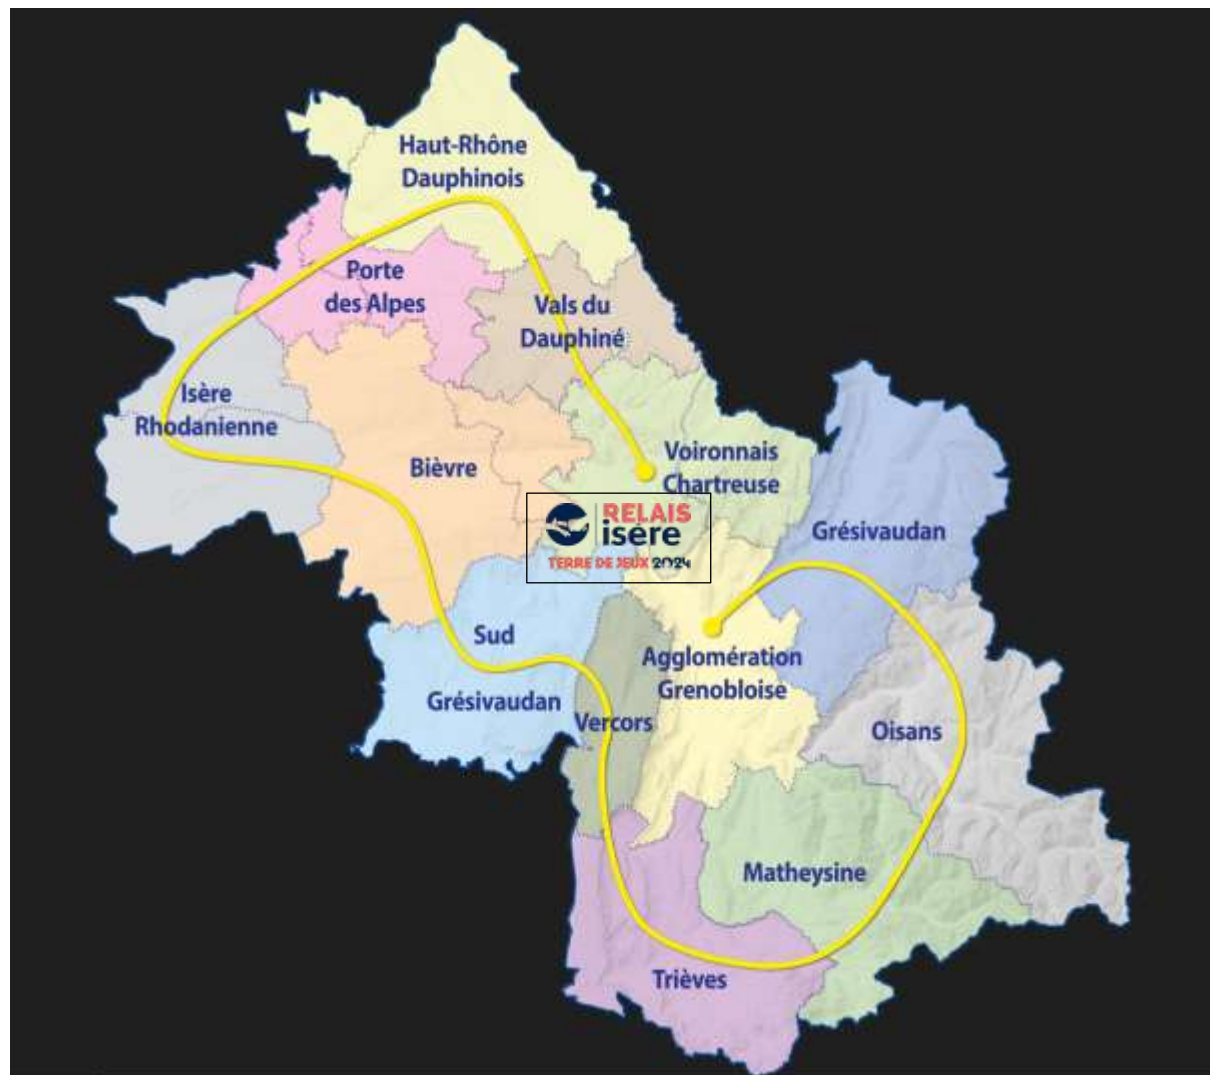 Haut-Rhône
Dauphinois
Porte
des Alpes
Vals du
Dauphiné
Isère
Rhodanienne
Bièvre
Voironnais
Chartreuse
RELAIS
isère
TERRE DE JEUX 2024
Grésivaudan
Sud
Grésivaudan
Agglomération
Grenobloise
Vercors
Oisans
Matheysine
Trièves